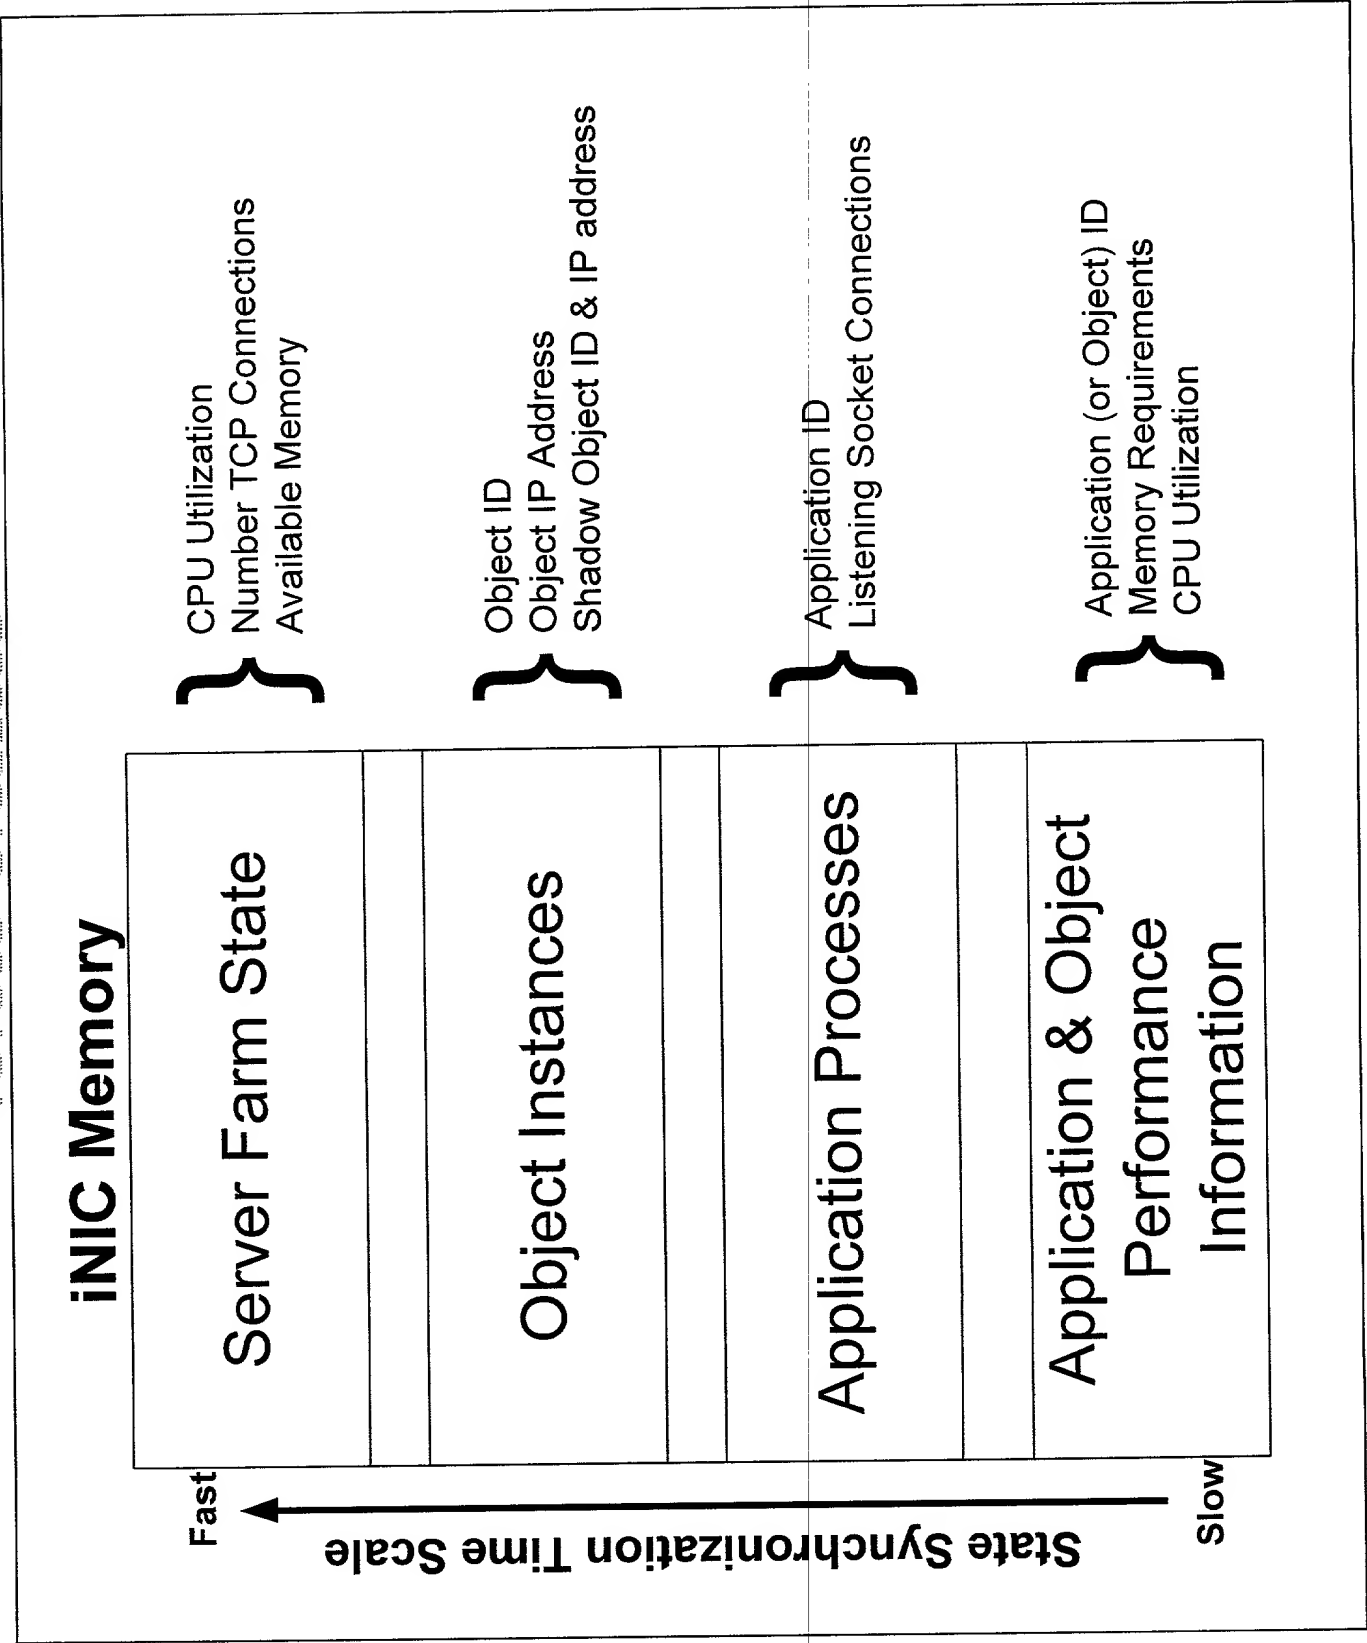 iNIC Memory
Fast
State Synchronization Time Scale
Slow
Server Farm State
CPU Utilization
Number TCP Connections
Available Memory
Object Instances
Object ID
Object IP Address
Shadow Object ID & IP address
Application Processes
Application ID
Listening Socket Connections
Application & Object
Performance
Information
Application (or Object) ID
Memory Requirements
CPU Utilization